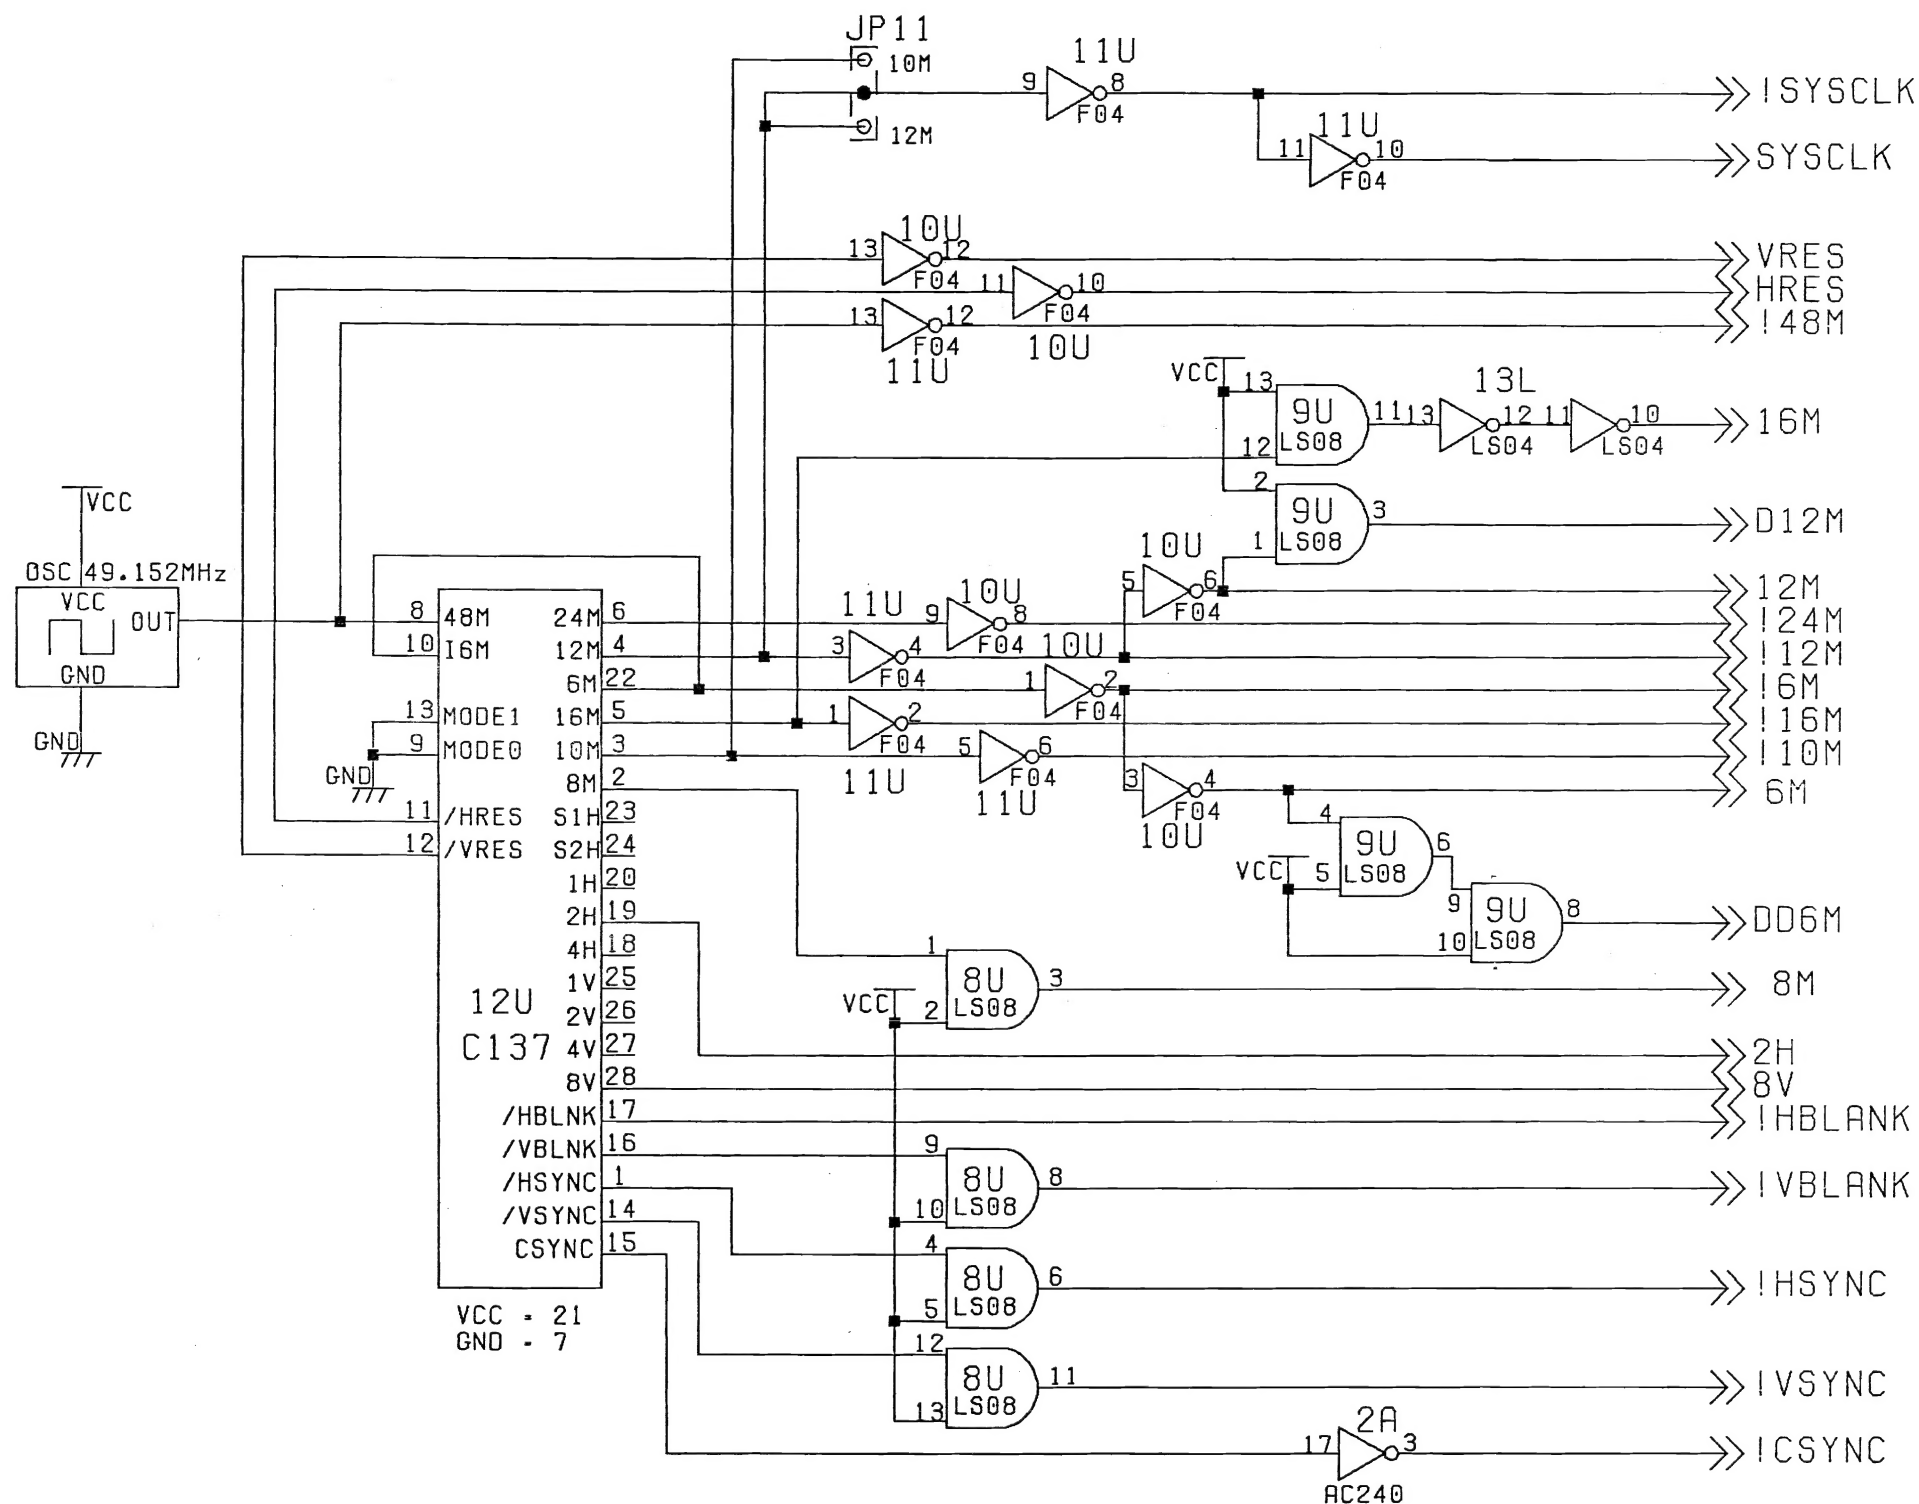 JP11
10M
11U
9
8
F04
!SYSCLK
12M
11U
11
10
F04
SYSCLK
10U
13
12
F04
VRES
11
10
F04
10U
HRES
13
12
F04
11U
!48M
VCC
13
12
9U
LS08
11
13L
13
12
LS04
11
10
LS04
16M
2
1
9U
LS08
3
D12M
VCC
OSC 49.152MHz
VCC
OUT
GND
GND
8
48M
10
I6M
13
MODE1
9
MODE0
GND
11
/HRES
12
/VRES
24M
6
12M
4
6M
22
16M
5
10M
3
8M
2
S1H
23
S2H
24
1H
20
2H
19
4H
18
1V
25
2V
26
4V
27
8V
28
/HBLNK
17
/VBLNK
16
/HSYNC
1
/VSYNC
14
CSYNC
15
12U
C137
VCC - 21
GND - 7
10U
5
6
F04
12M
10U
9
8
F04
!24M
11U
3
4
F04
!12M
10U
1
2
F04
!6M
1
2
F04
11U
!16M
5
6
F04
11U
!10M
3
4
F04
10U
6M
4
VCC
5
9U
LS08
6
9
10
9U
LS08
8
DD6M
1
VCC
2
8U
LS08
3
8M
2H
8V
!HBLANK
9
10
8U
LS08
8
!VBLANK
4
5
8U
LS08
6
!HSYNC
12
13
8U
LS08
11
!VSYNC
2A
17
3
AC240
!CSYNC